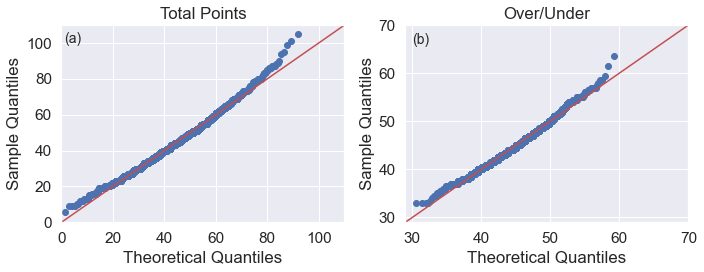 Total Points
(a)
Sample Quantiles
100
80
60
40
20
0
0 20 40 60 80 100
Theoretical Quantiles
Over/Under
(b)
Sample Quantiles
70
60
50
40
30
30 40 50 60 70
Theoretical Quantiles